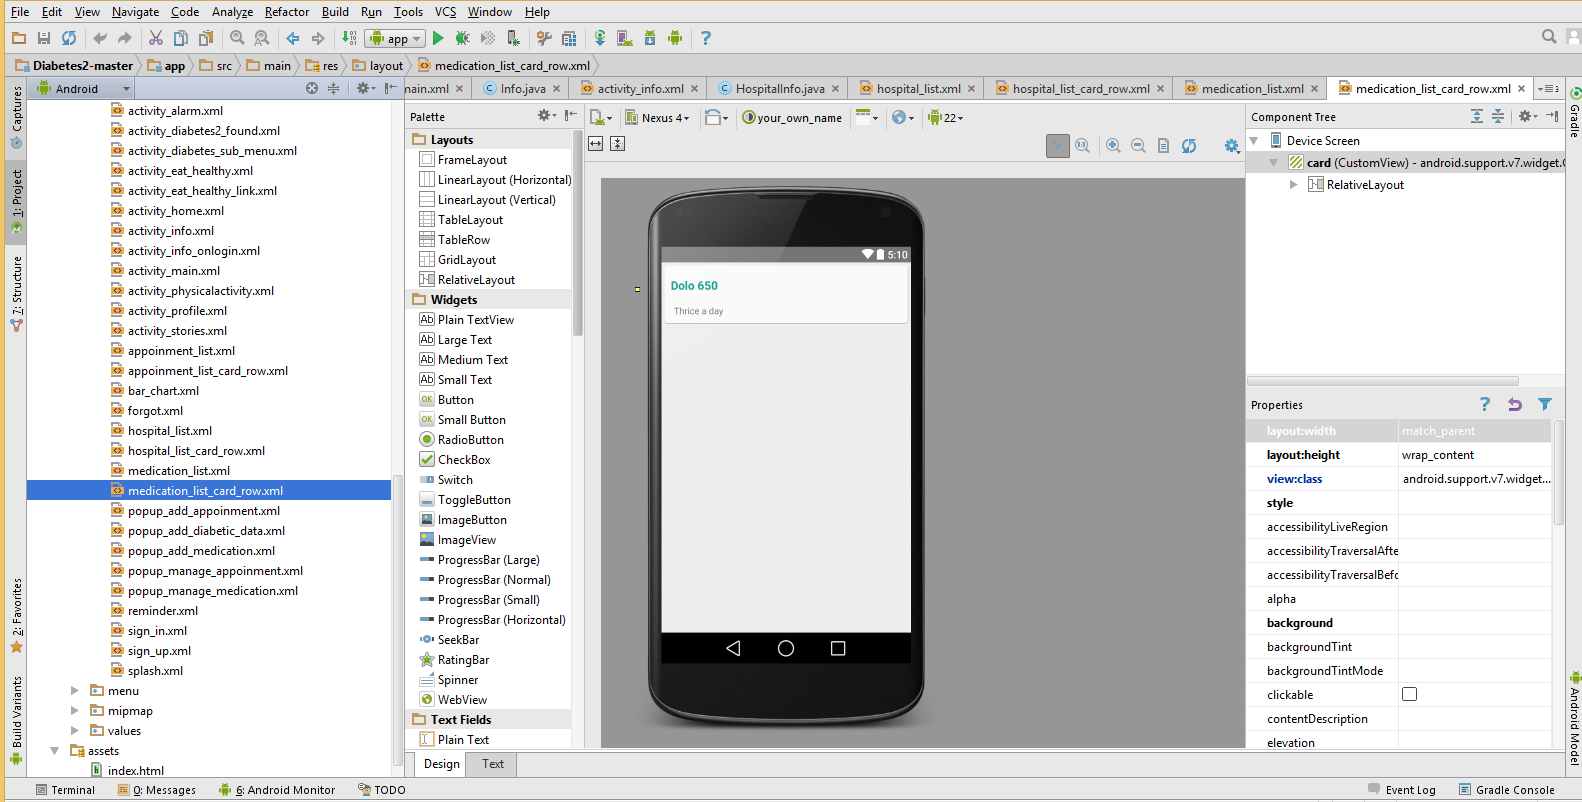 File Edit View Navigate Code Analyze Refactor Build Run Tools VCS Window Help
app
Diabetes2-master app src main res layout medication_list_card_row.xml
Android
nain.xml Info.java activity_info.xml HospitalInfo.java hospital_list.xml hospital_list_card_row.xml medication_list.xml medication_list_card_row.xml
Captures
1: Project
7: Structure
2: Favorites
Build Variants
activity_alarm.xml
activity_diabetes2_found.xml
activity_diabetes_sub_menu.xml
activity_eat_healthy.xml
activity_eat_healthy_link.xml
activity_home.xml
activity_info.xml
activity_info_onlogin.xml
activity_main.xml
activity_physicalactivity.xml
activity_profile.xml
activity_stories.xml
appoinment_list.xml
appoinment_list_card_row.xml
bar_chart.xml
forgot.xml
hospital_list.xml
hospital_list_card_row.xml
medication_list.xml
medication_list_card_row.xml
popup_add_appoinment.xml
popup_add_diabetic_data.xml
popup_add_medication.xml
popup_manage_appoinment.xml
popup_manage_medication.xml
reminder.xml
sign_in.xml
sign_up.xml
splash.xml
menu
mipmap
values
assets
index.html
Palette
Layouts
FrameLayout
LinearLayout (Horizontal)
LinearLayout (Vertical)
TableLayout
TableRow
GridLayout
RelativeLayout
Widgets
Ab Plain TextView
Ab Large Text
Ab Medium Text
Ab Small Text
OK Button
OK Small Button
RadioButton
CheckBox
Switch
ToggleButton
ImageButton
ImageView
ProgressBar (Large)
ProgressBar (Normal)
ProgressBar (Small)
ProgressBar (Horizontal)
SeekBar
RatingBar
Spinner
WebView
Text Fields
Plain Text
Nexus 4 your_own_name 22
5:10
Dolo 650
Thrice a day
Design Text
Component Tree
Device Screen
card (CustomView) - android.support.v7.widget.C
RelativeLayout
Properties
layout:width match_parent
layout:height wrap_content
view:class android.support.v7.widget...
style
accessibilityLiveRegion
accessibilityTraversalAfte
accessibilityTraversalBefo
alpha
background
backgroundTint
backgroundTintMode
clickable
contentDescription
elevation
Gradle
Android Model
Terminal 0: Messages 6: Android Monitor TODO Event Log Gradle Console